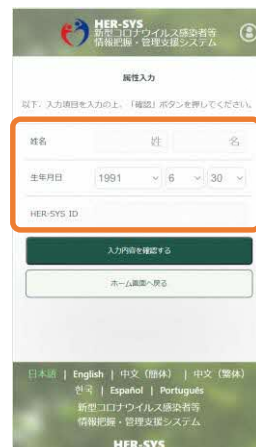 HER-SYS
新型コロナウイルス感染者等
情報把握・管理支援システム
属性入力
以下、入力項目を入力の上、「確認」ボタンを押してください。
姓名 姓 名
生年月日 1991 6 30
HER-SYS ID
入力内容を確認する
ホーム画面へ戻る
日本語 | English | 中文（簡体） | 中文（繁体）
한국 | Español | Português
新型コロナウイルス感染者等
情報把握・管理支援システム
HER-SYS